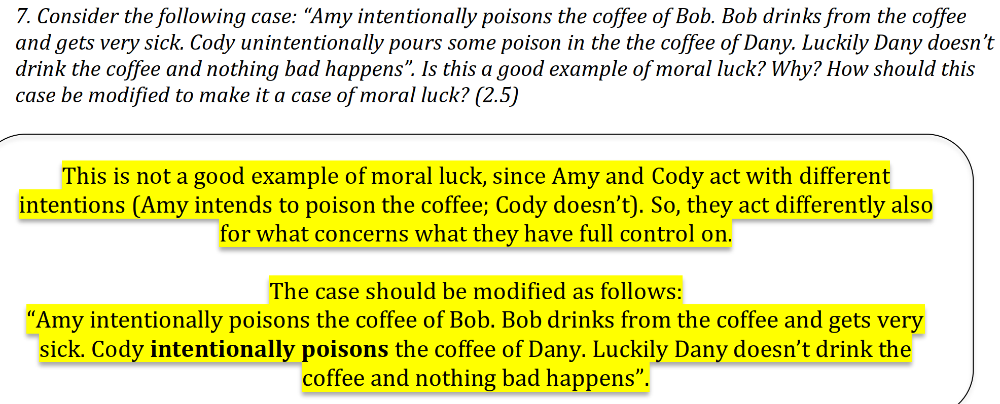 7. Consider the following case: “Amy intentionally poisons the coffee of Bob. Bob drinks from the coffee
and gets very sick. Cody unintentionally pours some poison in the the coffee of Dany. Luckily Dany doesn’t
drink the coffee and nothing bad happens”. Is this a good example of moral luck? Why? How should this
case be modified to make it a case of moral luck? (2.5)
This is not a good example of moral luck, since Amy and Cody act with different
intentions (Amy intends to poison the coffee; Cody doesn’t). So, they act differently also
for what concerns what they have full control on.
The case should be modified as follows:
“Amy intentionally poisons the coffee of Bob. Bob drinks from the coffee and gets very
sick. Cody intentionally poisons the coffee of Dany. Luckily Dany doesn’t drink the
coffee and nothing bad happens”.